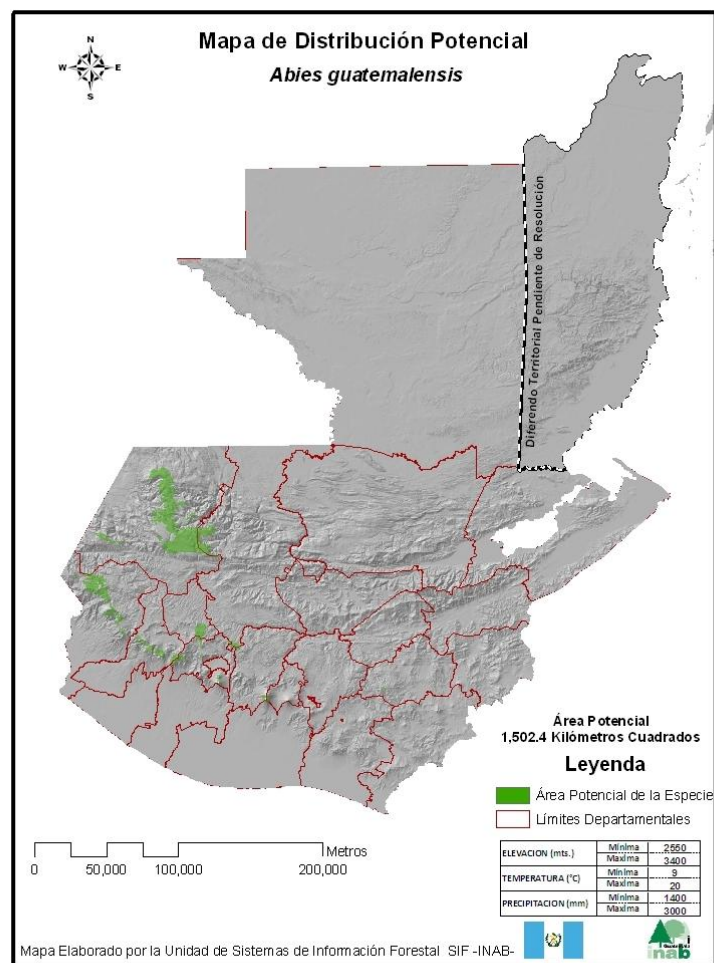 Mapa de Distribución Potencial
Abies guatemalensis
N
W E
S
Diferendo Territorial Pendiente de Resolución
Área Potencial
1,502.4 Kilómetros Cuadrados
Leyenda
Área Potencial de la Especie
Límites Departamentales
ELEVACION (mts.) Mínima 2550
Maxima 3400
TEMPERATURA (°C) Mínima 9
Maxima 20
PRECIPITACION (mm) Mínima 1400
Maxima 3000
Metros
0 50,000 100,000 200,000
Mapa Elaborado por la Unidad de Sistemas de Información Forestal SIF -INAB-
inab